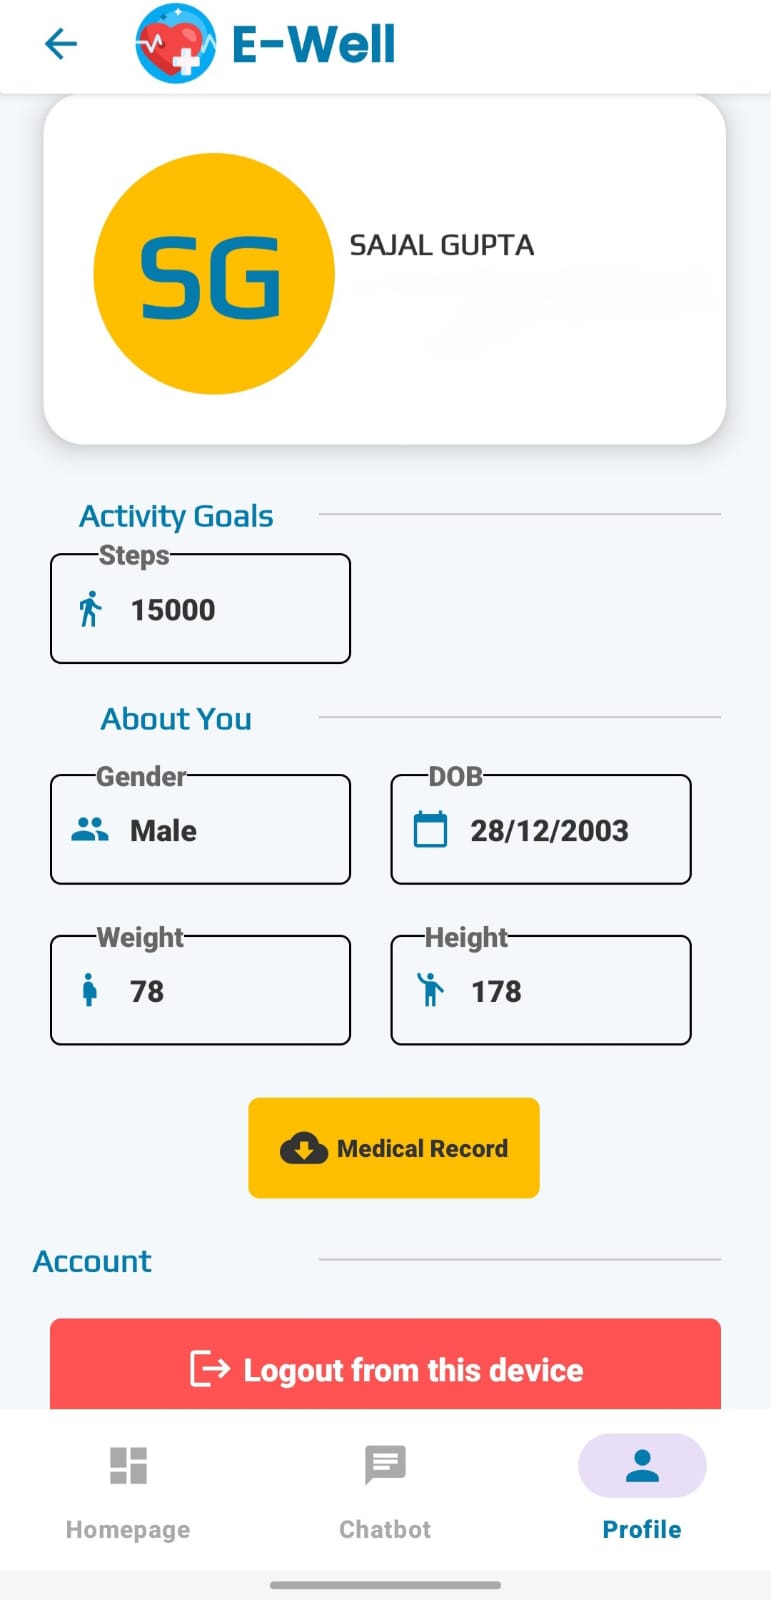 E-Well
SG
SAJAL GUPTA
Activity Goals
Steps
15000
About You
Gender
Male
DOB
28/12/2003
Weight
78
Height
178
Medical Record
Account
Logout from this device
Homepage
Chatbot
Profile